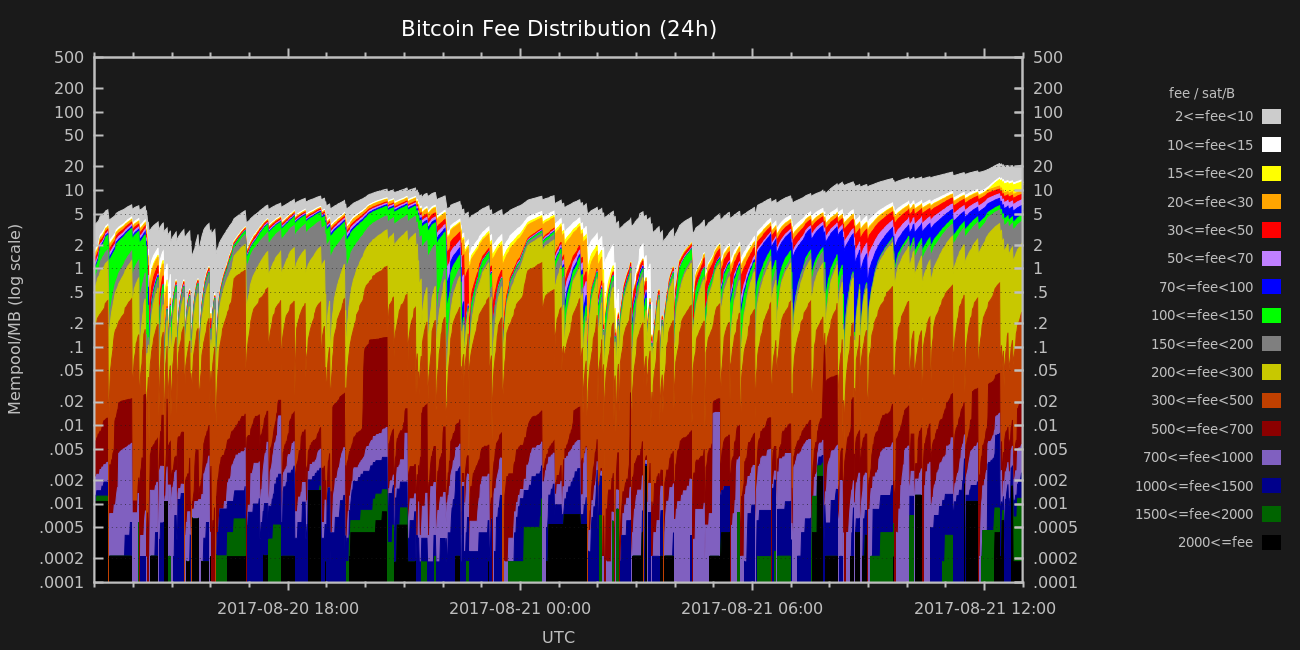 Bitcoin Fee Distribution (24h)
Mempool/MB (log scale)
500
200
100
50
20
10
5
2
1
.5
.2
.1
.05
.02
.01
.005
.002
.001
.0005
.0002
.0001
500
200
100
50
20
10
5
2
1
.5
.2
.1
.05
.02
.01
.005
.002
.001
.0005
.0002
.0001
2017-08-20 18:00
2017-08-21 00:00
2017-08-21 06:00
2017-08-21 12:00
UTC
fee / sat/B
2<=fee<10
10<=fee<15
15<=fee<20
20<=fee<30
30<=fee<50
50<=fee<70
70<=fee<100
100<=fee<150
150<=fee<200
200<=fee<300
300<=fee<500
500<=fee<700
700<=fee<1000
1000<=fee<1500
1500<=fee<2000
2000<=fee